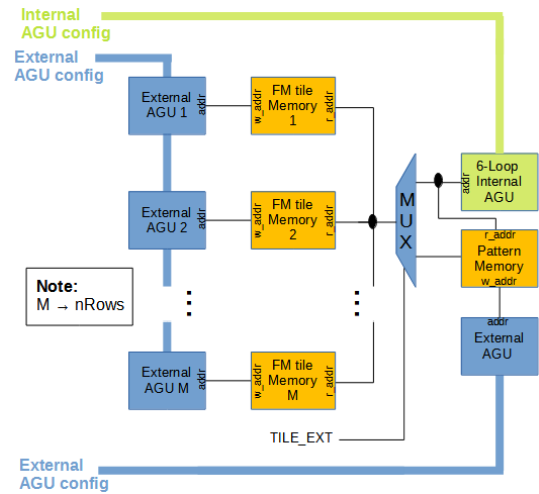 Internal
AGU config
External
AGU config
External
AGU 1
addr
w_addr
FM tile
Memory
1
r_addr
6-Loop
Internal
AGU
addr
External
AGU 2
addr
w_addr
FM tile
Memory
2
r_addr
MUX
r_addr
Pattern
Memory
w_addr
Note:
M → nRows
...
...
addr
External
AGU
External
AGU M
addr
w_addr
FM tile
Memory
M
r_addr
TILE_EXT
External
AGU config